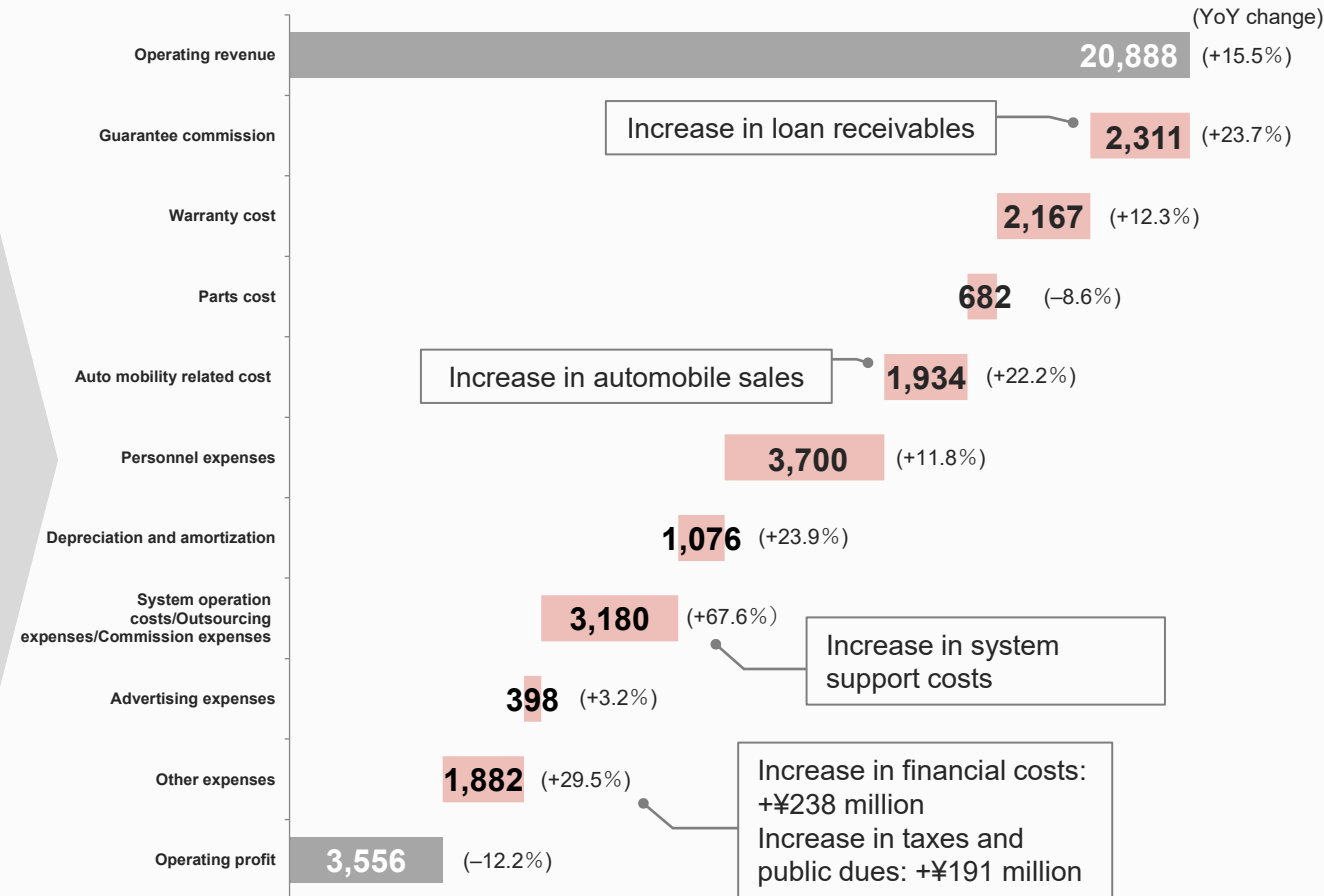 (YoY change)
Operating revenue 20,888 (+15.5%)
Guarantee commission Increase in loan receivables 2,311 (+23.7%)
Warranty cost 2,167 (+12.3%)
Parts cost 682 (–8.6%)
Auto mobility related cost Increase in automobile sales 1,934 (+22.2%)
Personnel expenses 3,700 (+11.8%)
Depreciation and amortization 1,076 (+23.9%)
System operation
costs/Outsourcing
expenses/Commission expenses
3,180 (+67.6%)
Increase in system
support costs
Advertising expenses 398 (+3.2%)
Other expenses 1,882 (+29.5%)
Increase in financial costs:
+¥238 million
Increase in taxes and
public dues: +¥191 million
Operating profit 3,556 (–12.2%)